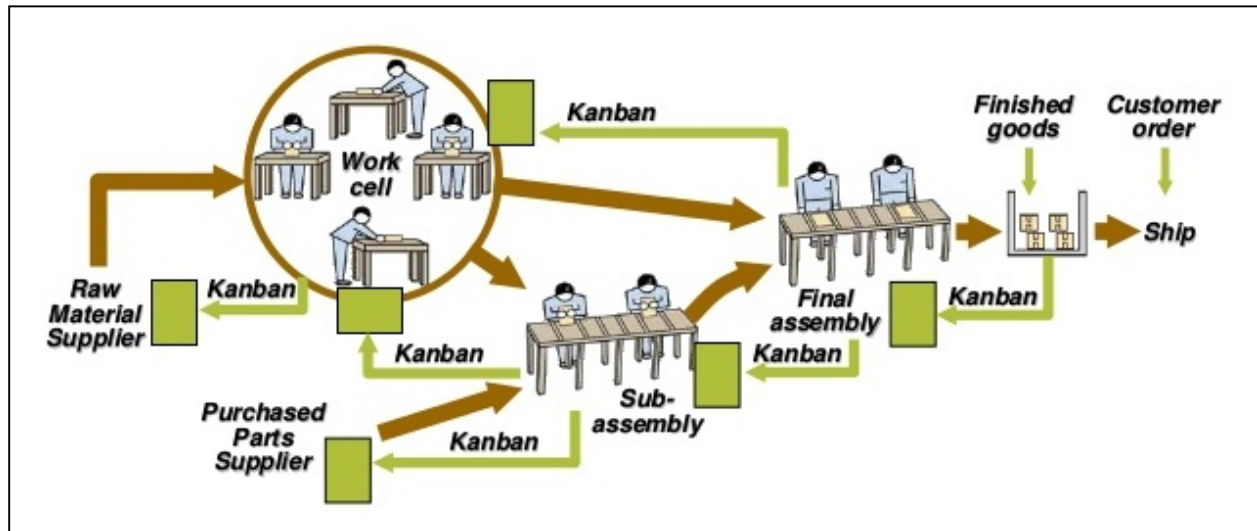 Kanban
Finished
goods
Customer
order
Work
cell
Ship
Raw
Material
Supplier
Kanban
Final
assembly
Kanban
Kanban
Kanban
Sub-
assembly
Purchased
Parts
Supplier
Kanban